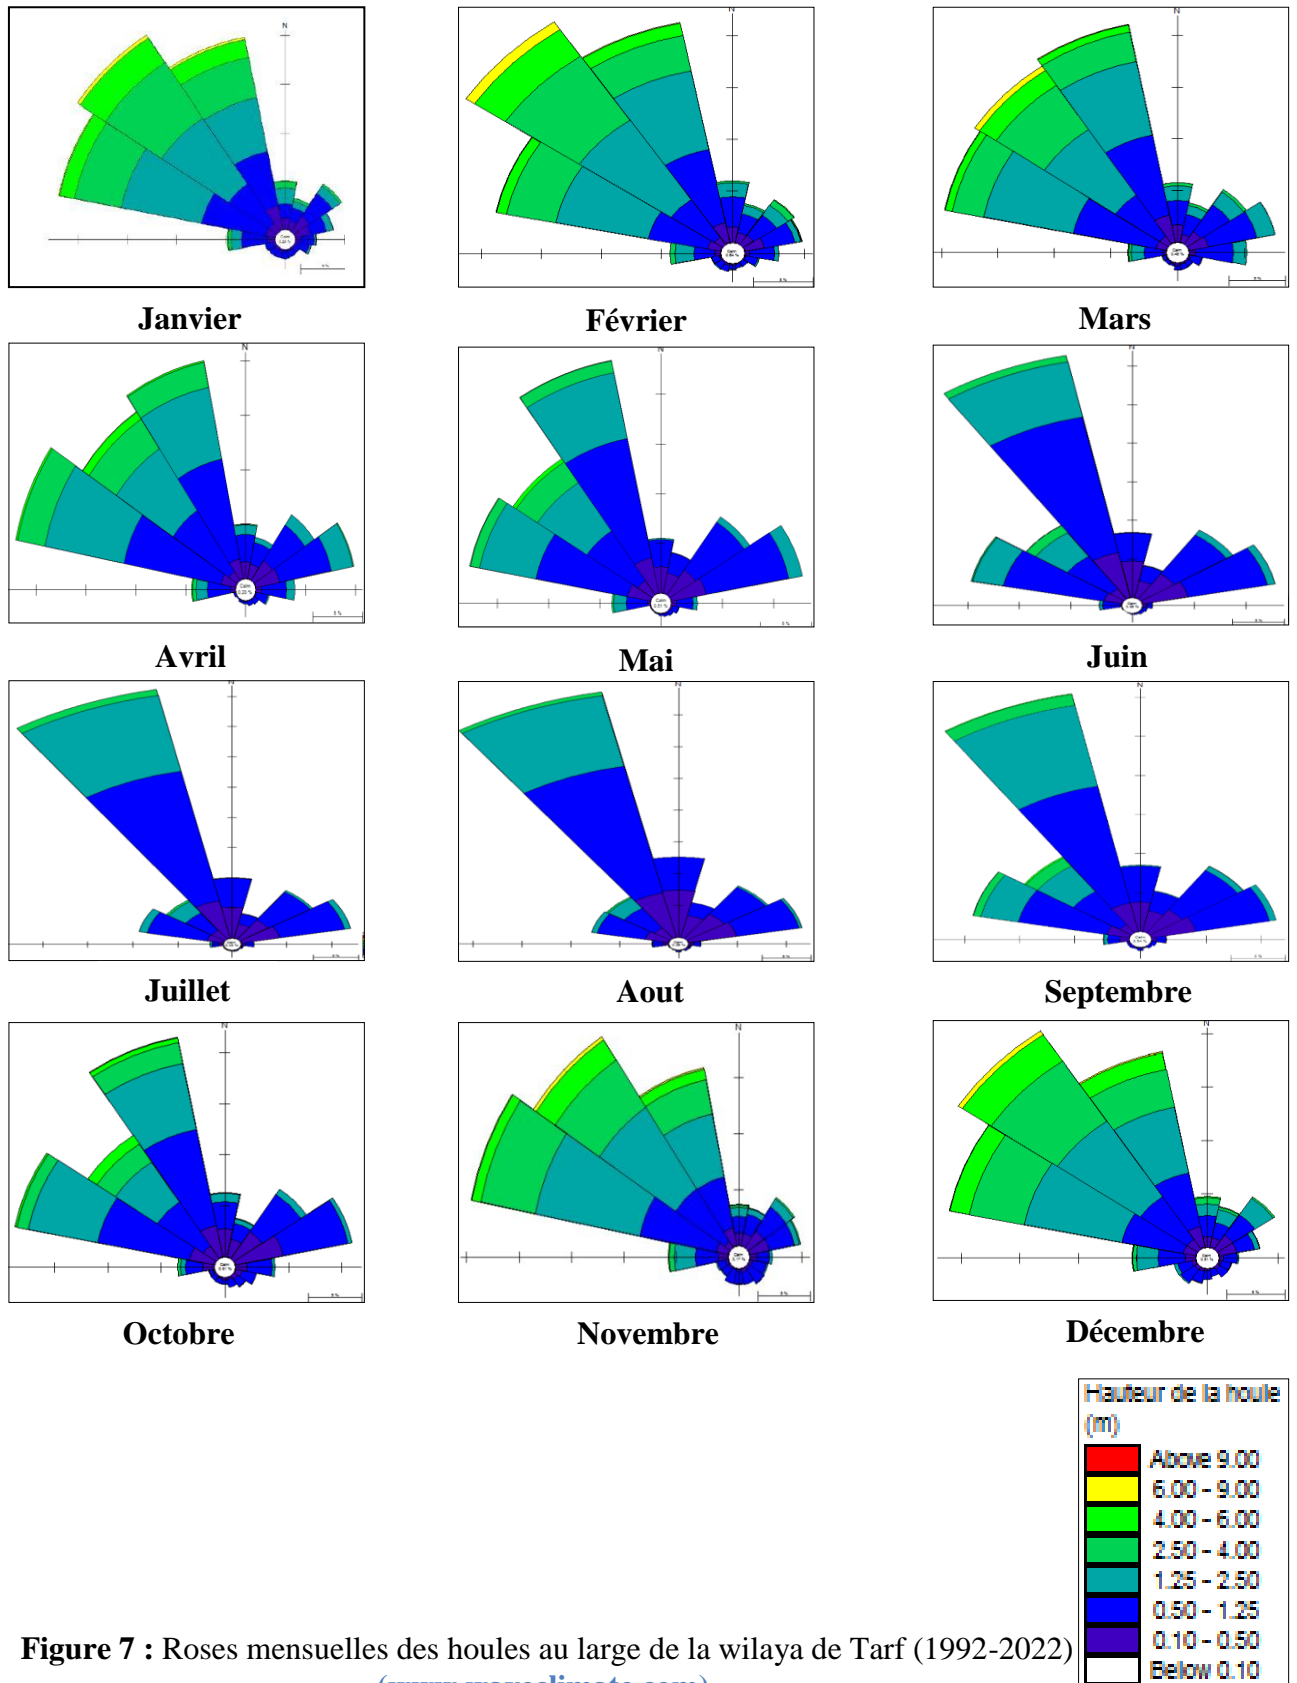 N
N
N
Janvier
Février
Mars
N
N
N
Avril
Mai
Juin
N
N
N
Juillet
Aout
Septembre
N
N
N
Octobre
Novembre
Décembre
Hauteur de la houle
(m)
Above 9.00
6.00 - 9.00
4.00 - 6.00
2.50 - 4.00
1.25 - 2.50
0.50 - 1.25
0.10 - 0.50
Below 0.10
Figure 7 : Roses mensuelles des houles au large de la wilaya de Tarf (1992-2022)
(www.waveclimate.com)